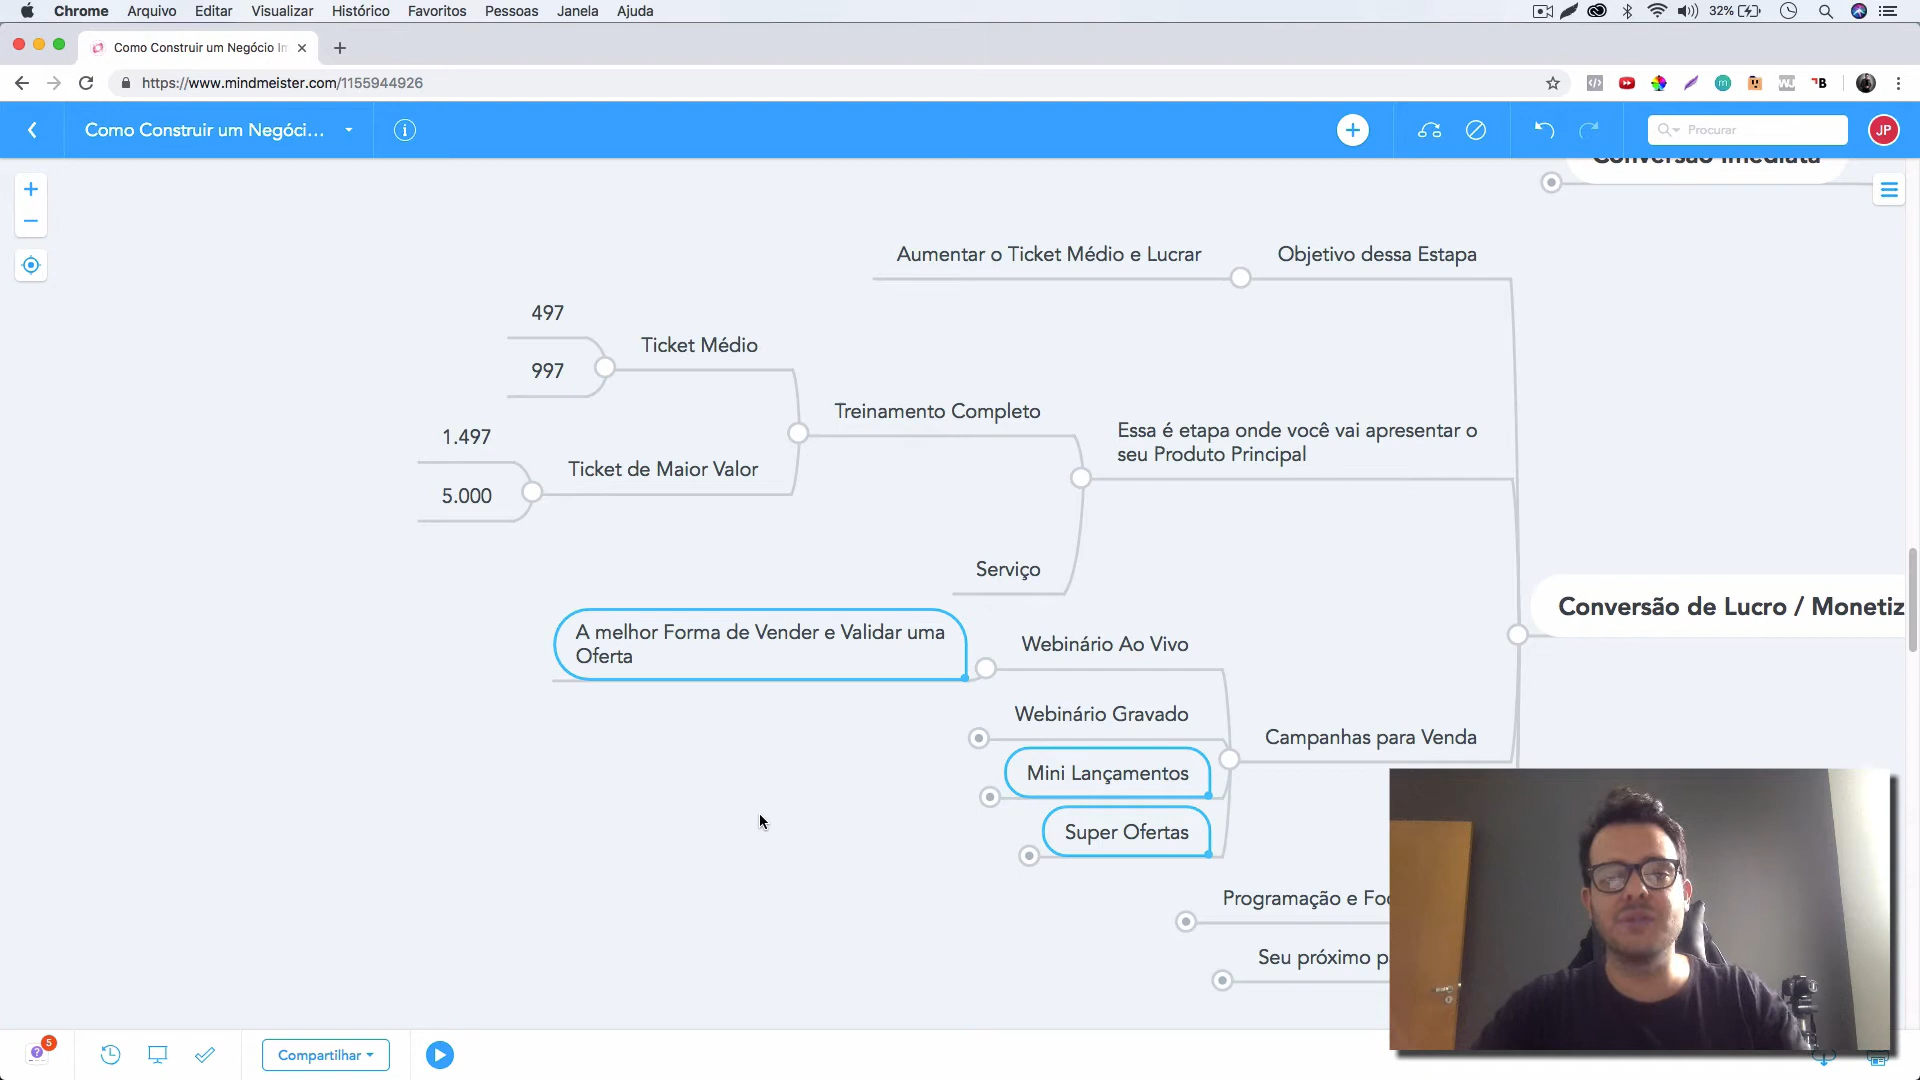 Chrome Arquivo Editar Visualizar Histórico Favoritos Pessoas Janela Ajuda
32%
Como Construir um Negócio
https://www.mindmeister.com/1155944926
Como Construir um Negóci...
Procurar
JP
Conversão Imediata
Aumentar o Ticket Médio e Lucrar
Objetivo dessa Estapa
497
Ticket Médio
997
Treinamento Completo
1.497
Essa é etapa onde você vai apresentar o
seu Produto Principal
Ticket de Maior Valor
5.000
Serviço
Conversão de Lucro / Monetiz
A melhor Forma de Vender e Validar uma
Oferta
Webinário Ao Vivo
Webinário Gravado
Campanhas para Venda
Mini Lançamentos
Super Ofertas
Programação e Foc
Seu próximo p
5
Compartilhar